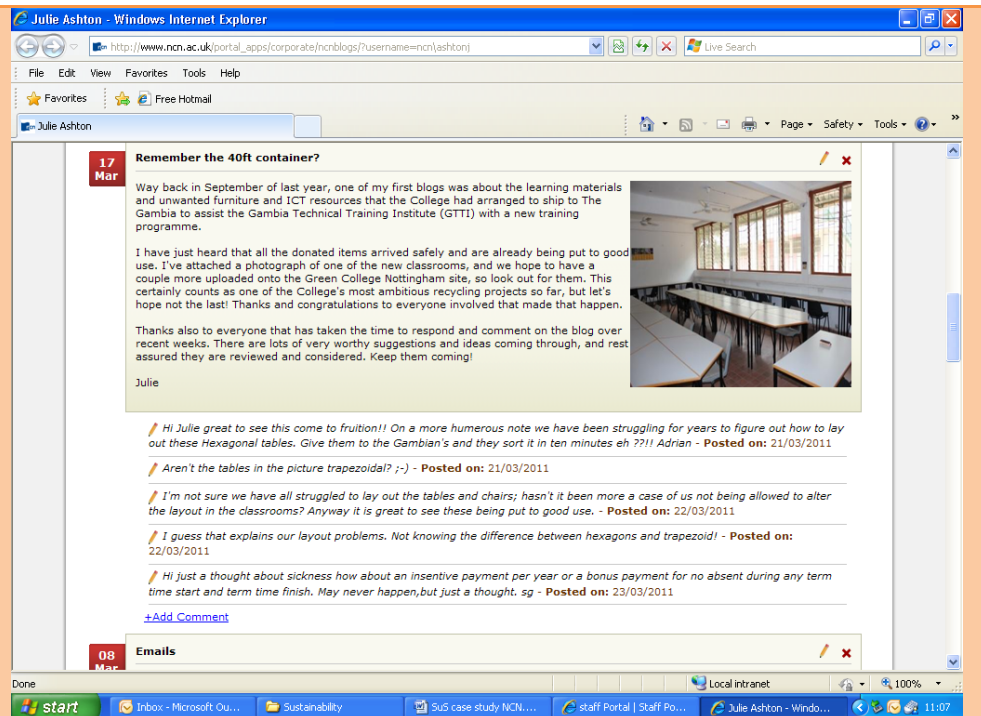 Julie Ashton - Windows Internet Explorer
http://www.ncn.ac.uk/portal_apps/corporate/ncnblogs/?username=ncn\ashtonj
Live Search
File Edit View Favorites Tools Help
Favorites Free Hotmail
Julie Ashton
Page Safety Tools
17
Mar
Remember the 40ft container?
Way back in September of last year, one of my first blogs was about the learning materials
and unwanted furniture and ICT resources that the College had arranged to ship to The
Gambia to assist the Gambia Technical Training Institute (GTTI) with a new training
programme.
I have just heard that all the donated items arrived safely and are already being put to good
use. I've attached a photograph of one of the new classrooms, and we hope to have a
couple more uploaded onto the Green College Nottingham site, so look out for them. This
certainly counts as one of the College's most ambitious recycling projects so far, but let's
hope not the last! Thanks and congratulations to everyone involved that made that happen.
Thanks also to everyone that has taken the time to respond and comment on the blog over
recent weeks. There are lots of very worthy suggestions and ideas coming through, and rest
assured they are reviewed and considered. Keep them coming!
Julie
Hi Julie great to see this come to fruition!! On a more humerous note we have been struggling for years to figure out how to lay
out these Hexagonal tables. Give them to the Gambian's and they sort it in ten minutes eh ??!! Adrian - Posted on: 21/03/2011
Aren't the tables in the picture trapezoidal? ;-) - Posted on: 21/03/2011
I'm not sure we have all struggled to lay out the tables and chairs; hasn't it been more a case of us not being allowed to alter
the layout in the classrooms? Anyway it is great to see these being put to good use. - Posted on: 22/03/2011
I guess that explains our layout problems. Not knowing the difference between hexagons and trapezoid! - Posted on:
22/03/2011
Hi just a thought about sickness how about an insentive payment per year or a bonus payment for no absent during any term
time start and term time finish. May never happen,but just a thought. sg - Posted on: 23/03/2011
+Add Comment
08
Mar
Emails
Done
Local intranet
100%
start
Inbox - Microsoft Ou...
Sustainability
SuS case study NCN....
staff Portal | Staff Po...
Julie Ashton - Windo...
11:07